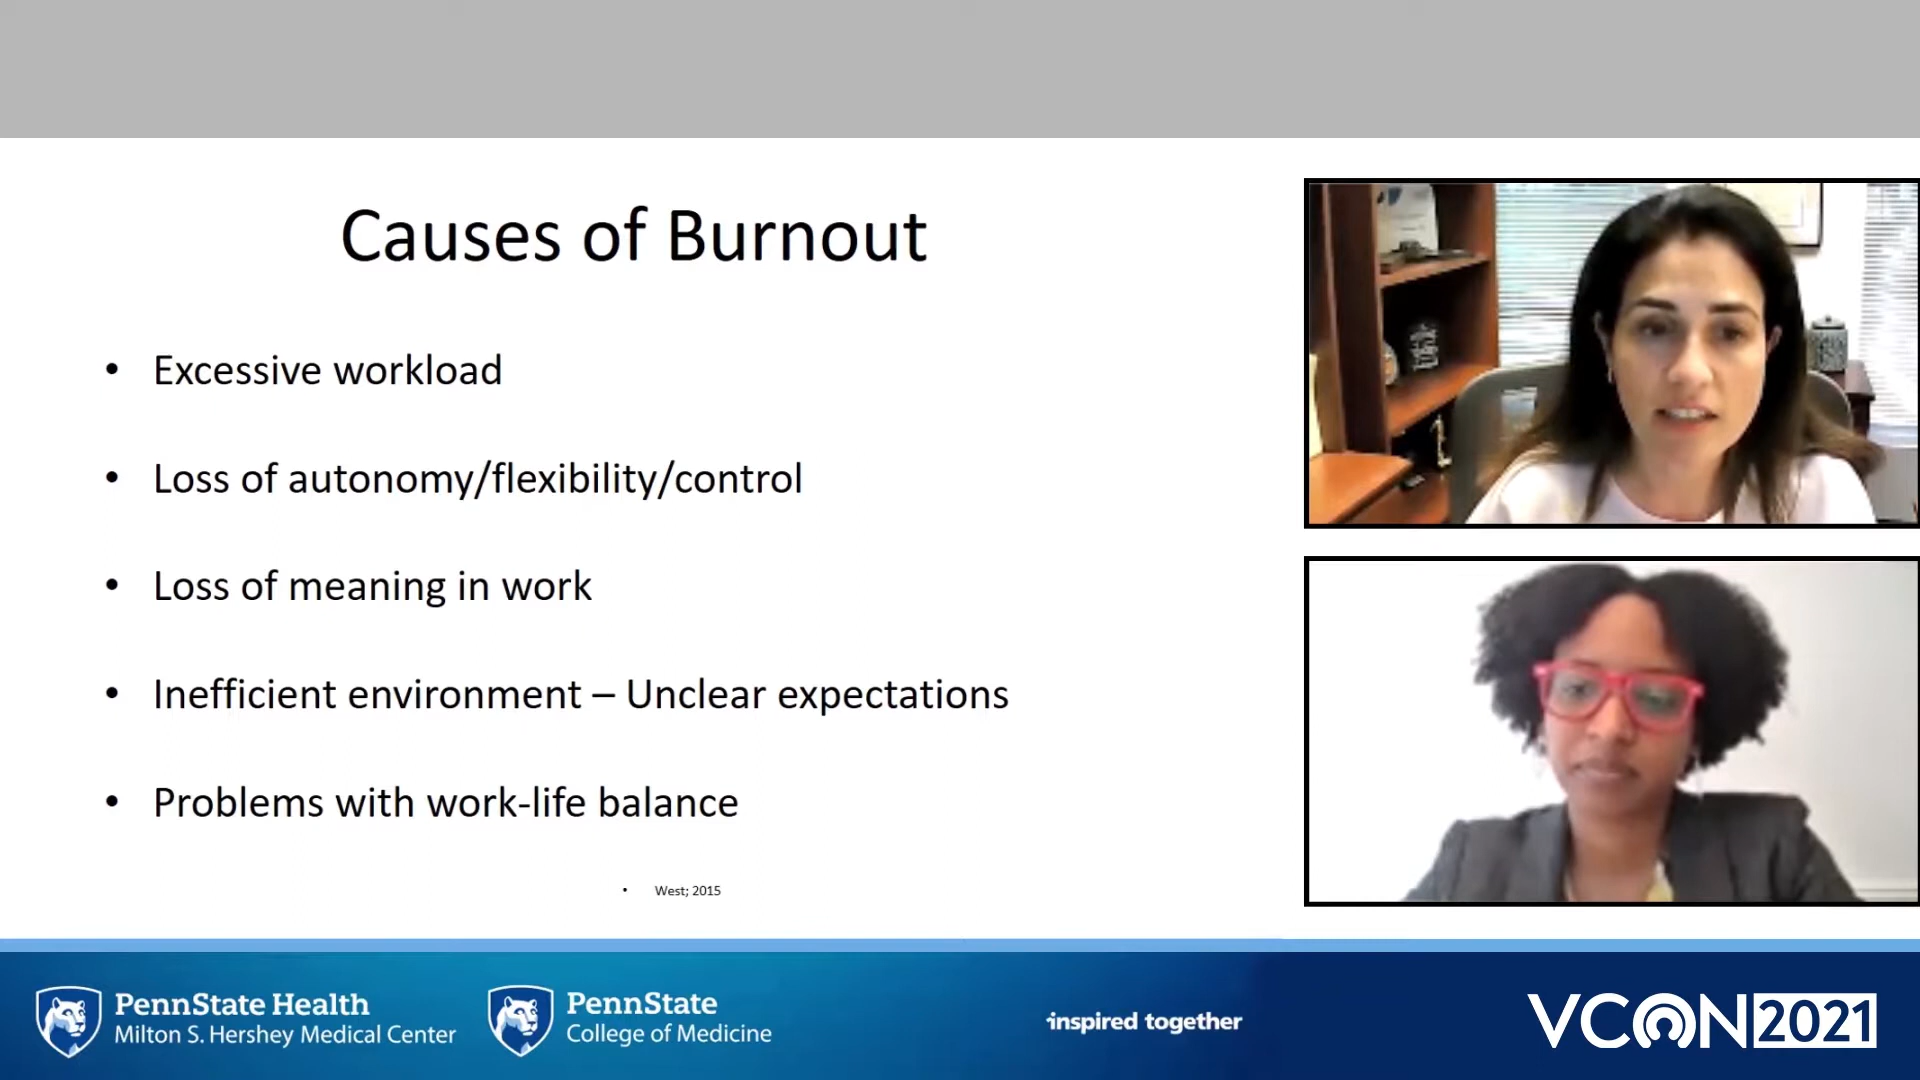 Causes of Burnout
• Excessive workload
• Loss of autonomy/flexibility/control
• Loss of meaning in work
• Inefficient environment – Unclear expectations
• Problems with work-life balance
• West; 2015
PennState Health
Milton S. Hershey Medical Center
PennState
College of Medicine
inspired together
VCON2021